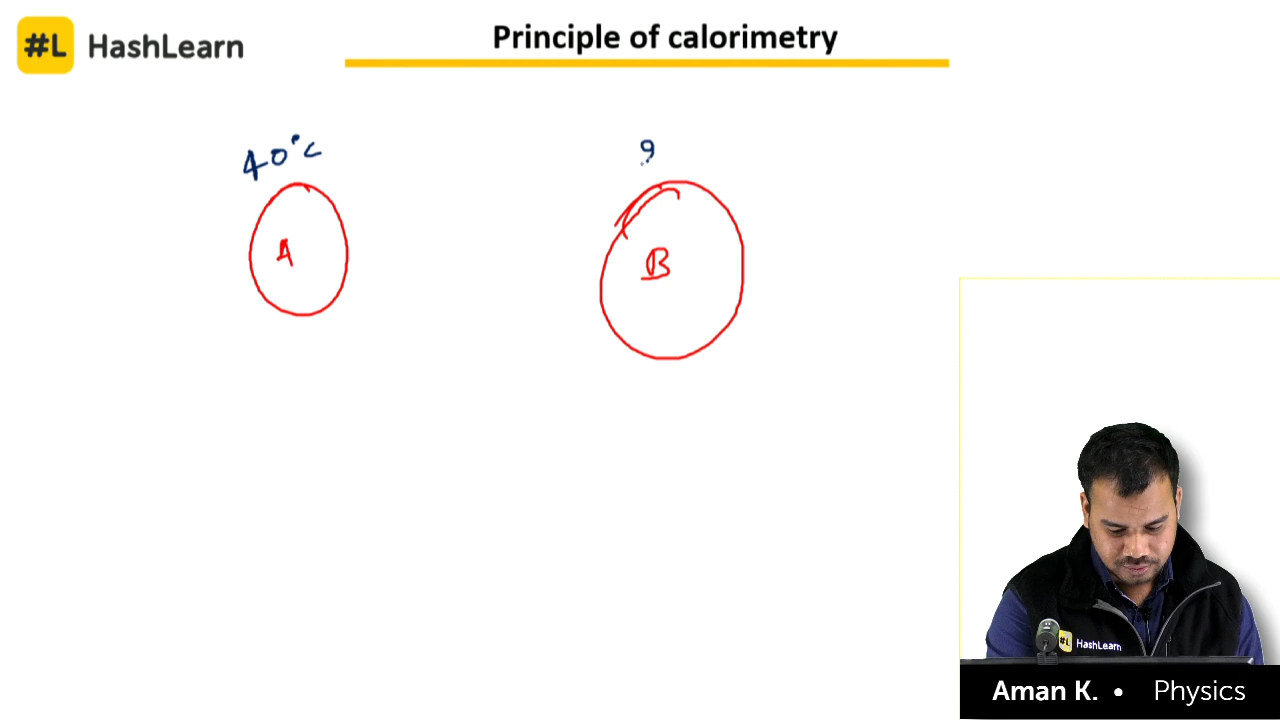 #L HashLearn
Principle of calorimetry
40°C
9
A
B
#L HashLearn
Aman K. • Physics